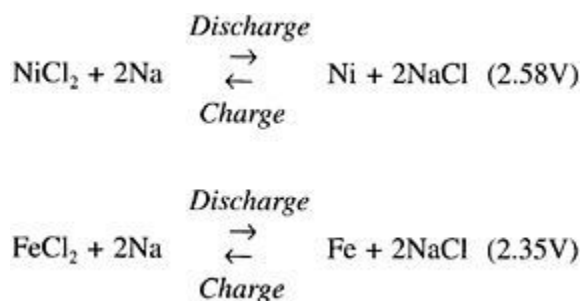 Discharge
NiCl₂ + 2Na → Ni + 2NaCl (2.58V)
←
Charge
Discharge
FeCl₂ + 2Na → Fe + 2NaCl (2.35V)
←
Charge